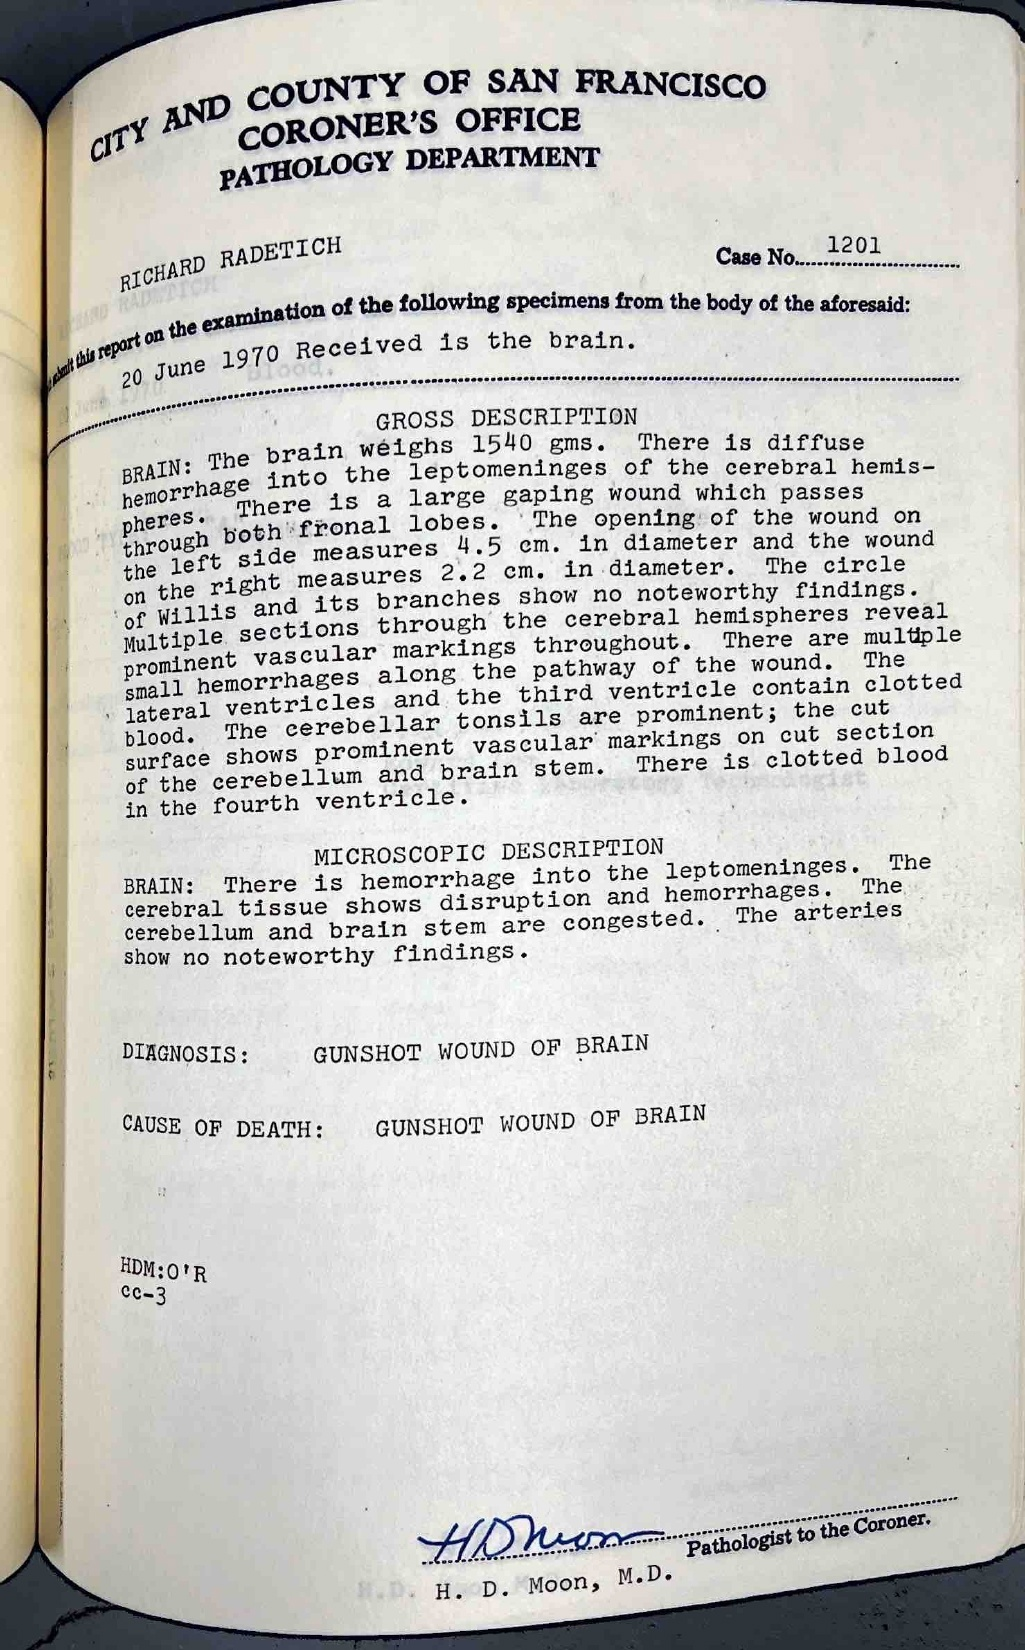 CITY AND COUNTY OF SAN FRANCISCO
CORONER'S OFFICE
PATHOLOGY DEPARTMENT
RICHARD RADETICH
Case No. 1201
submit this report on the examination of the following specimens from the body of the aforesaid:
20 June 1970 Received is the brain.
GROSS DESCRIPTION
BRAIN: The brain weighs 1540 gms. There is diffuse
hemorrhage into the leptomeninges of the cerebral hemis-
pheres. There is a large gaping wound which passes
through both fronal lobes. The opening of the wound on
the left side measures 4.5 cm. in diameter and the wound
on the right measures 2.2 cm. in diameter. The circle
of Willis and its branches show no noteworthy findings.
Multiple sections through the cerebral hemispheres reveal
prominent vascular markings throughout. There are multiple
small hemorrhages along the pathway of the wound. The
lateral ventricles and the third ventricle contain clotted
blood. The cerebellar tonsils are prominent; the cut
surface shows prominent vascular markings on cut section
of the cerebellum and brain stem. There is clotted blood
in the fourth ventricle.
MICROSCOPIC DESCRIPTION
BRAIN: There is hemorrhage into the leptomeninges. The
cerebral tissue shows disruption and hemorrhages. The
cerebellum and brain stem are congested. The arteries
show no noteworthy findings.
DIAGNOSIS: GUNSHOT WOUND OF BRAIN
CAUSE OF DEATH: GUNSHOT WOUND OF BRAIN
HDM:O'R
cc-3
HDMoon
Pathologist to the Coroner.
H. D. Moon, M.D.